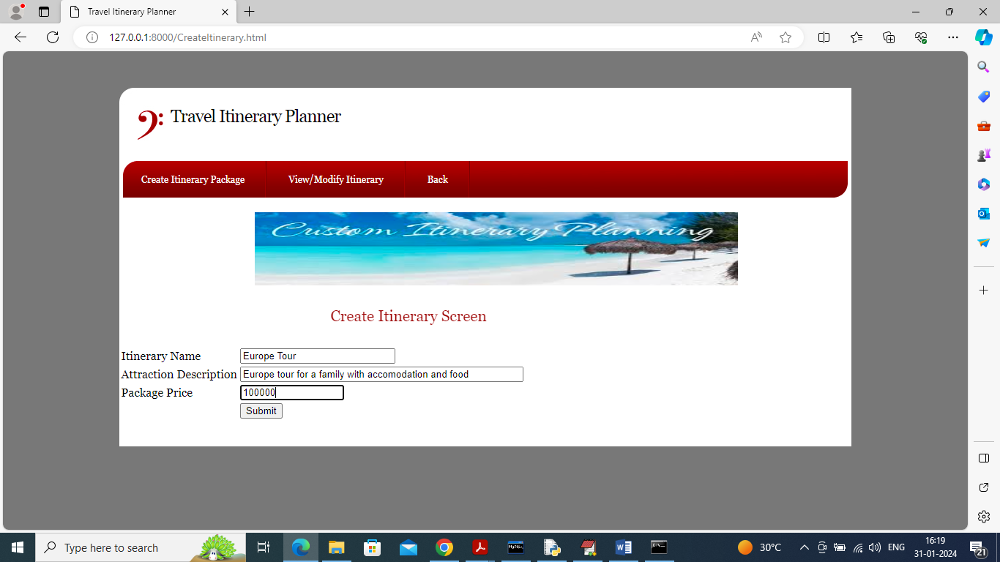 Travel Itinerary Planner
127.0.0.1:8000/CreateItinerary.html
Travel Itinerary Planner
Create Itinerary Package View/Modify Itinerary Back
Custom Itinerary Planning
Create Itinerary Screen
Itinerary Name Europe Tour
Attraction Description Europe tour for a family with accomodation and food
Package Price 100000
Submit
Type here to search
30°C
ENG
16:19
31-01-2024
21